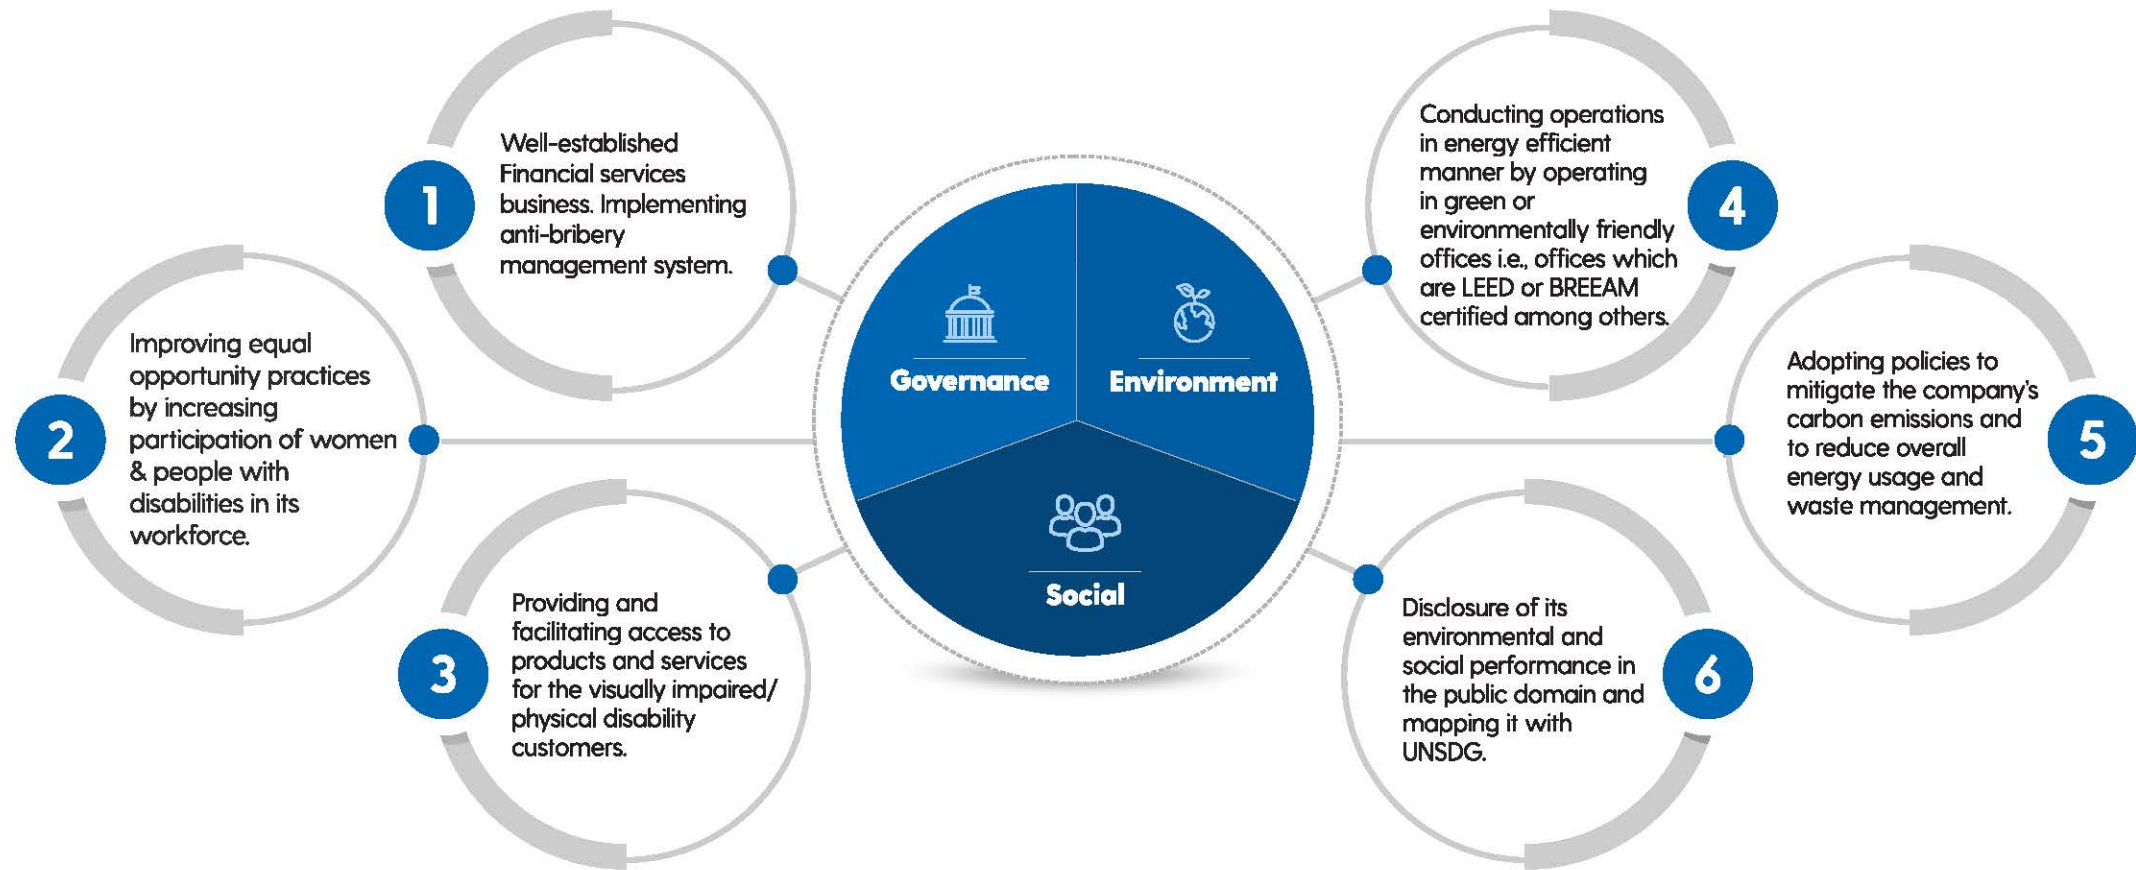 1
Well-established
Financial services
business. Implementing
anti-bribery
management system.
2
Improving equal
opportunity practices
by increasing
participation of women
& people with
disabilities in its
workforce.
3
Providing and
facilitating access to
products and services
for the visually impaired/
physical disability
customers.
Governance
Environment
Social
4
Conducting operations
in energy efficient
manner by operating
in green or
environmentally friendly
offices i.e., offices which
are LEED or BREEAM
certified among others.
5
Adopting policies to
mitigate the company's
carbon emissions and
to reduce overall
energy usage and
waste management.
6
Disclosure of its
environmental and
social performance in
the public domain and
mapping it with
UNSDG.